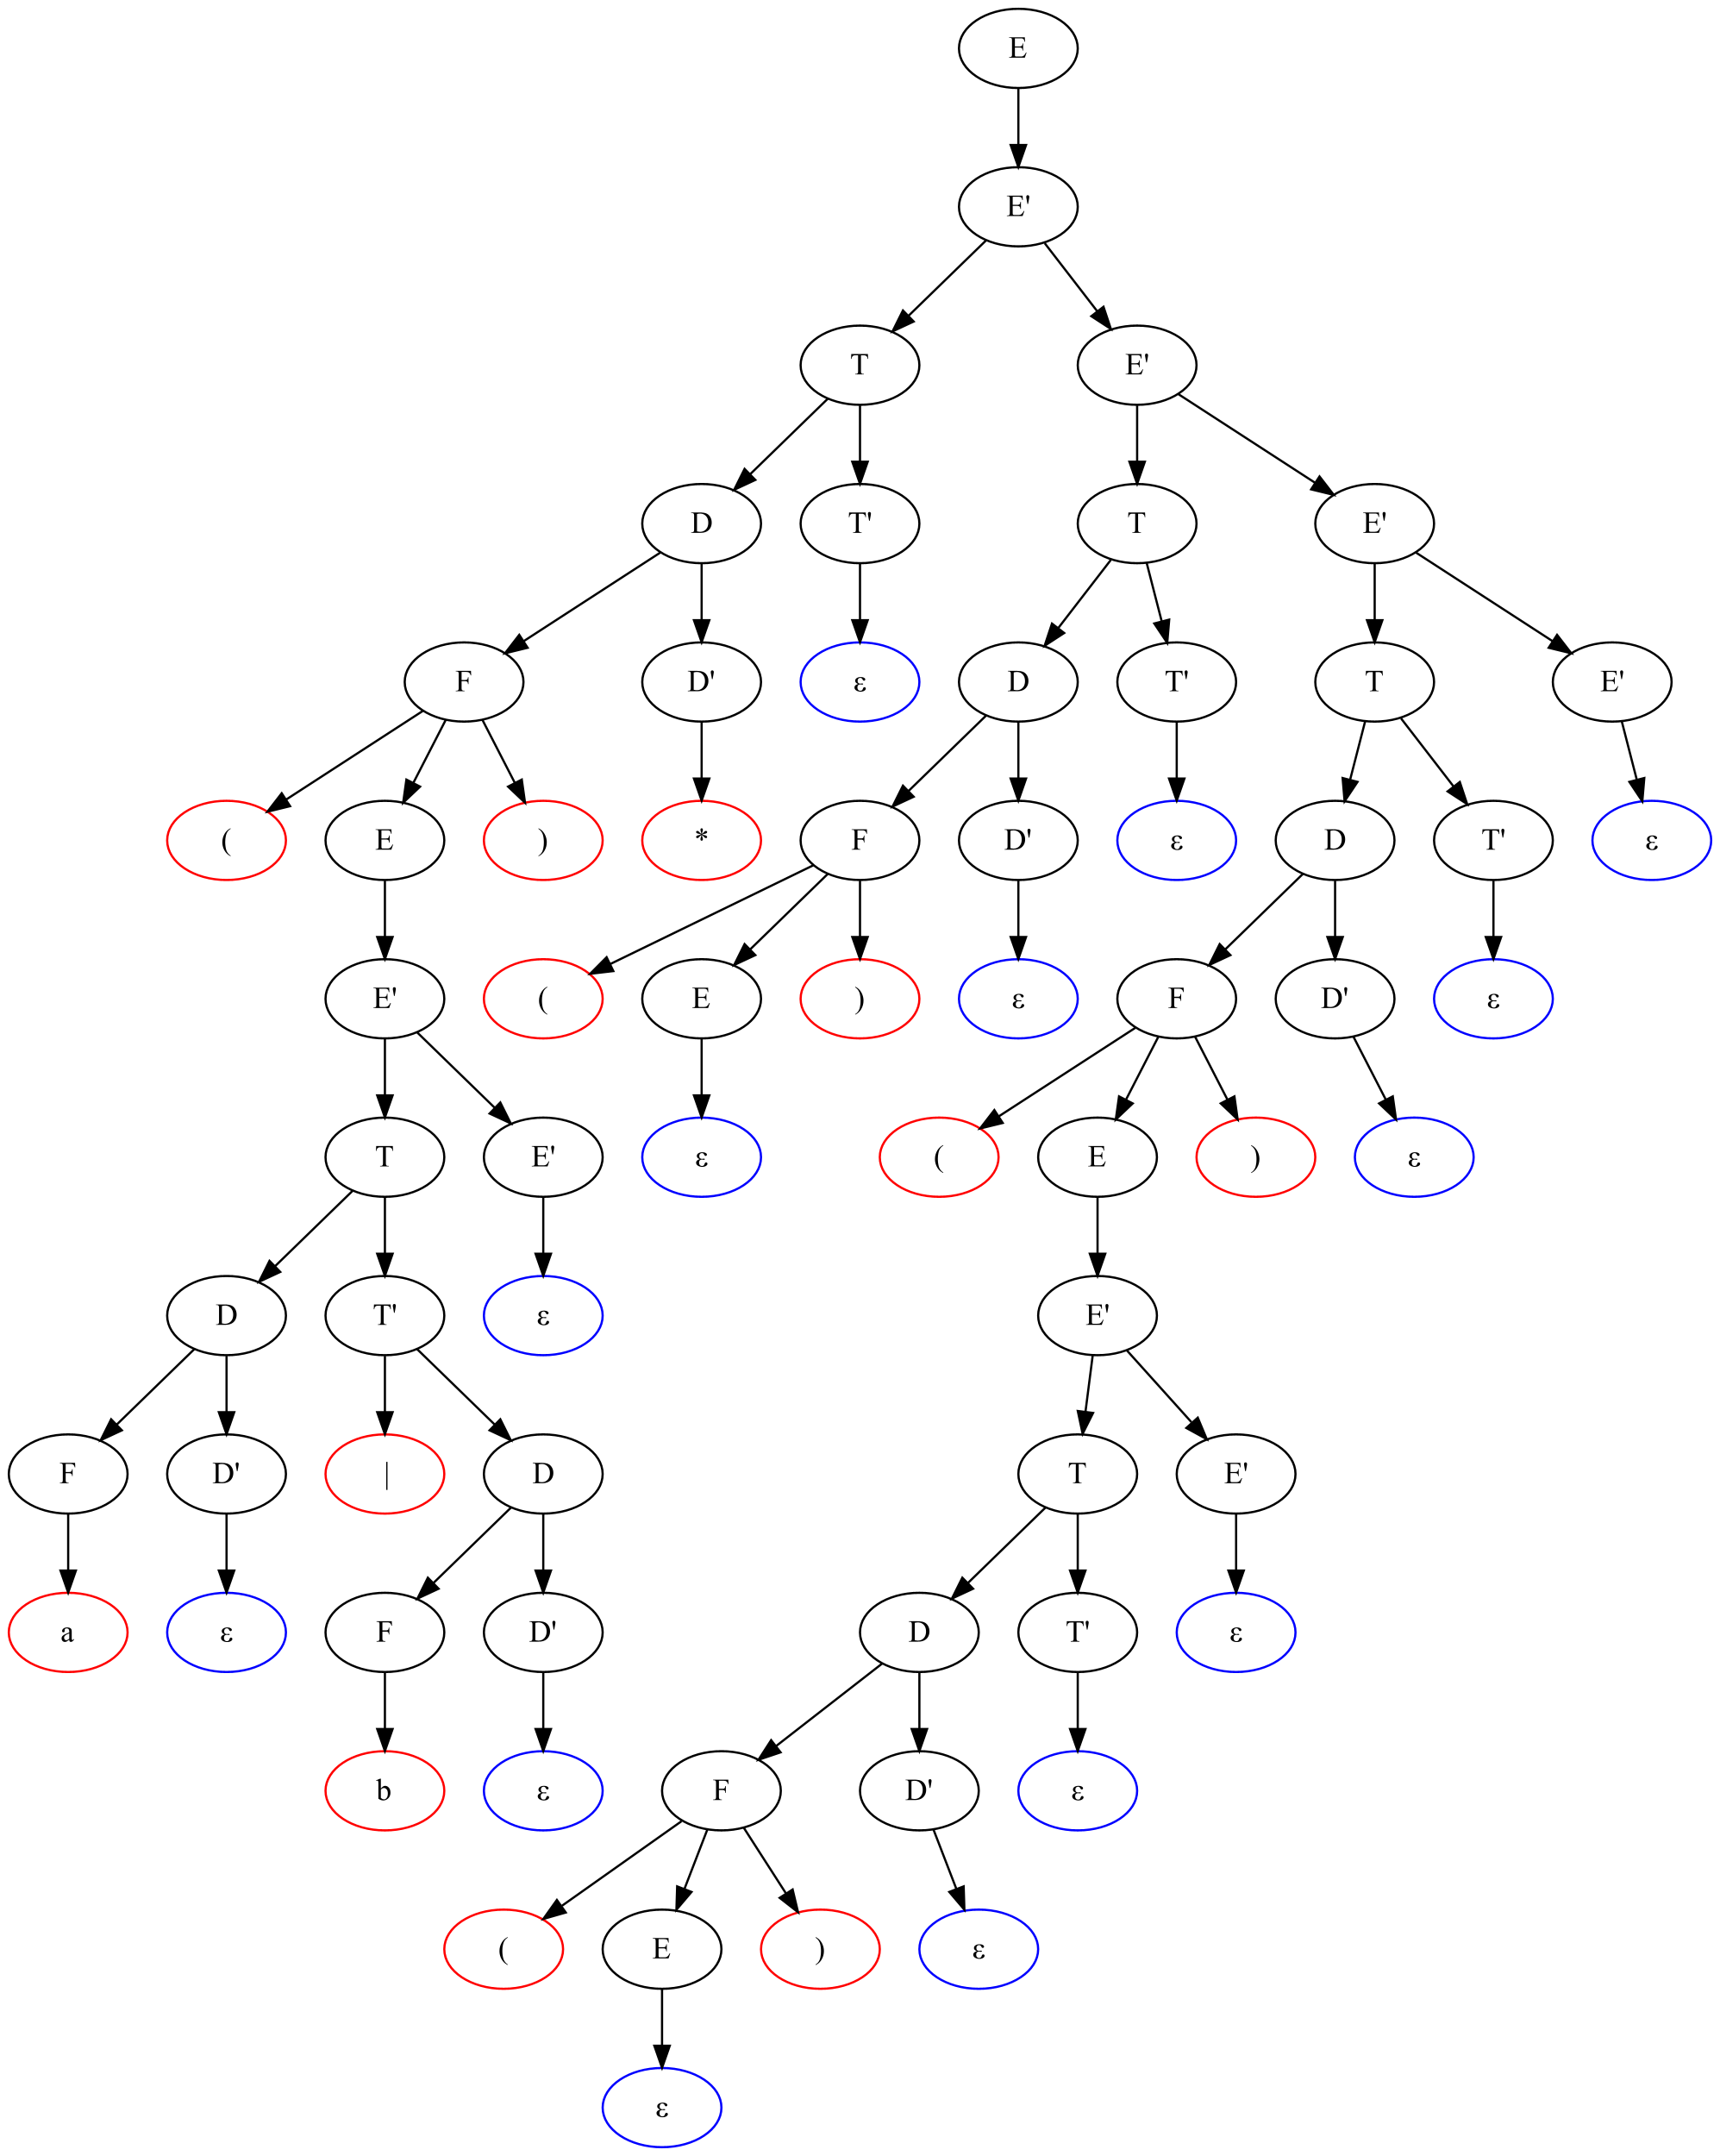 E
E'
T E'
D T' T E'
F D' ε D T' T E'
( E ) * F D' ε D T' ε
E' ( E ) ε F D' ε
T E' ε ( E ) ε
D T' ε E'
F D' | D T E'
a ε F D' D T' ε
b ε F D' ε
( E ) ε
ε